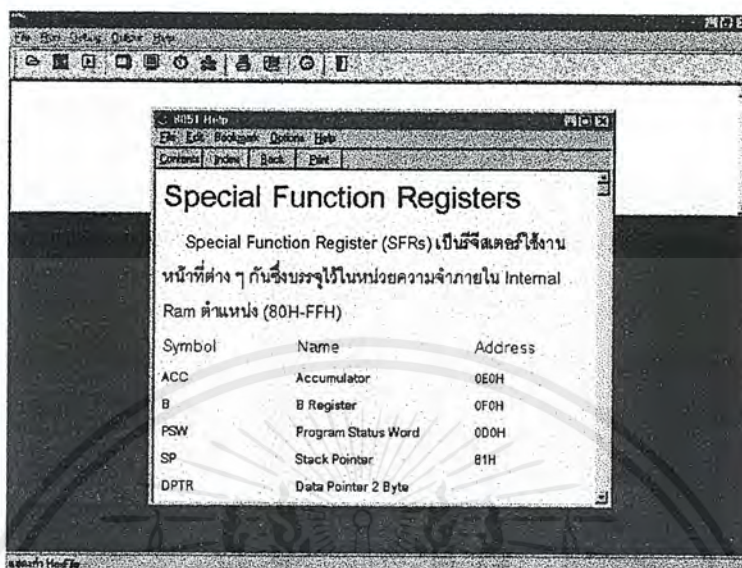 File Run Debug Output Help
8051 Help
File Edit Bookmark Options Help
Contents Index Back Print
Special Function Registers
Special Function Register (SFRs) เป็นรีจีสเตอร์ใช้งาน
หน้าที่ต่าง ๆ กันซึ่งบรรจุไว้ในหน่วยความจำภายใน Internal
Ram ตำแหน่ง (80H-FFH)
Symbol Name Address
ACC Accumulator 0E0H
B B Register 0F0H
PSW Program Status Word 0D0H
SP Stack Pointer 81H
DPTR Data Pointer 2 Byte